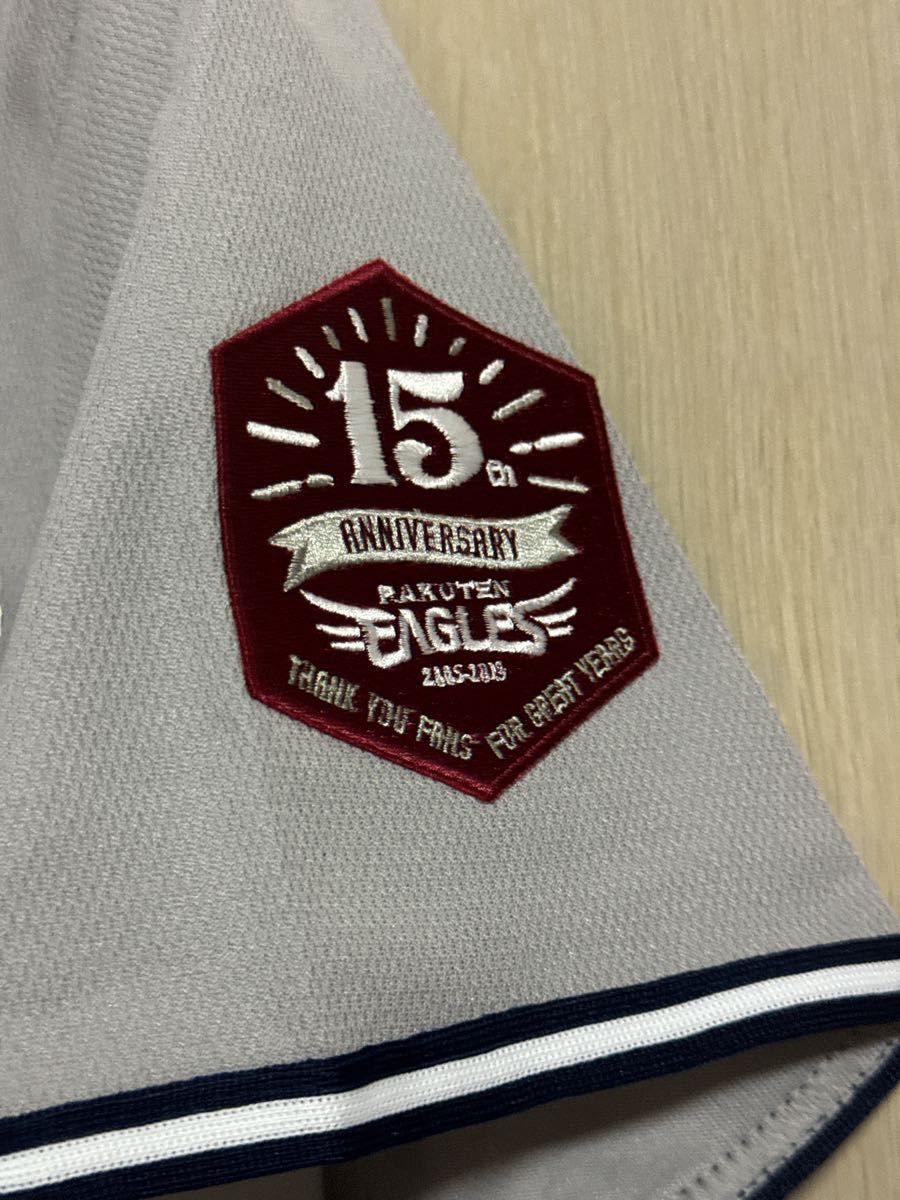 15th
ANNIVERSARY
RAKUTEN
EAGLES
2005-2019
THANK YOU FANS FOR GREAT YEARS